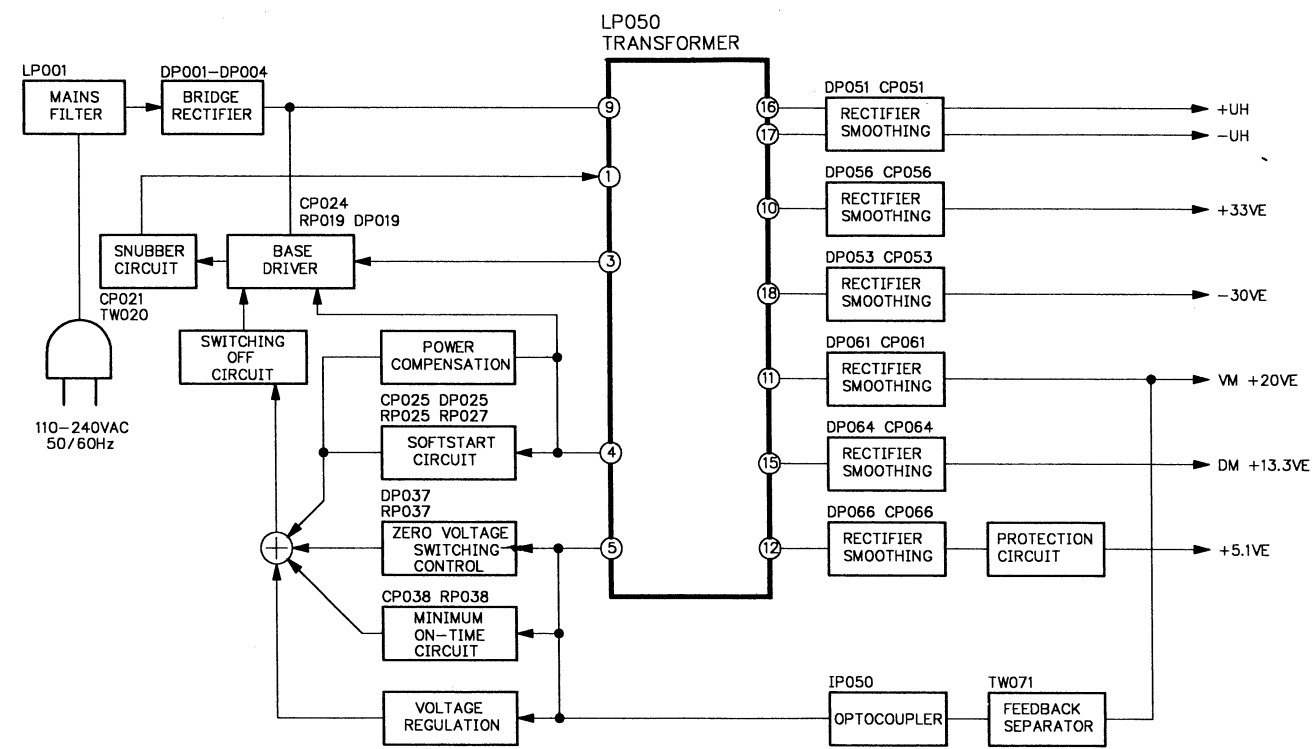 LP050
TRANSFORMER
LP001
MAINS
FILTER
DP001-DP004
BRIDGE
RECTIFIER
9
1
3
4
5
16
17
10
18
11
15
12
DP051 CP051
RECTIFIER
SMOOTHING
+UH
-UH
DP056 CP056
RECTIFIER
SMOOTHING
+33VE
DP053 CP053
RECTIFIER
SMOOTHING
-30VE
DP061 CP061
RECTIFIER
SMOOTHING
VM +20VE
DP064 CP064
RECTIFIER
SMOOTHING
DM +13.3VE
DP066 CP066
RECTIFIER
SMOOTHING
PROTECTION
CIRCUIT
+5.1VE
CP024
RP019 DP019
SNUBBER
CIRCUIT
CP021
TW020
BASE
DRIVER
SWITCHING
OFF
CIRCUIT
110-240VAC
50/60Hz
POWER
COMPENSATION
CP025 DP025
RP025 RP027
SOFTSTART
CIRCUIT
DP037
RP037
ZERO VOLTAGE
SWITCHING
CONTROL
+
CP038 RP038
MINIMUM
ON-TIME
CIRCUIT
VOLTAGE
REGULATION
IP050
OPTOCOUPLER
TW071
FEEDBACK
SEPARATOR